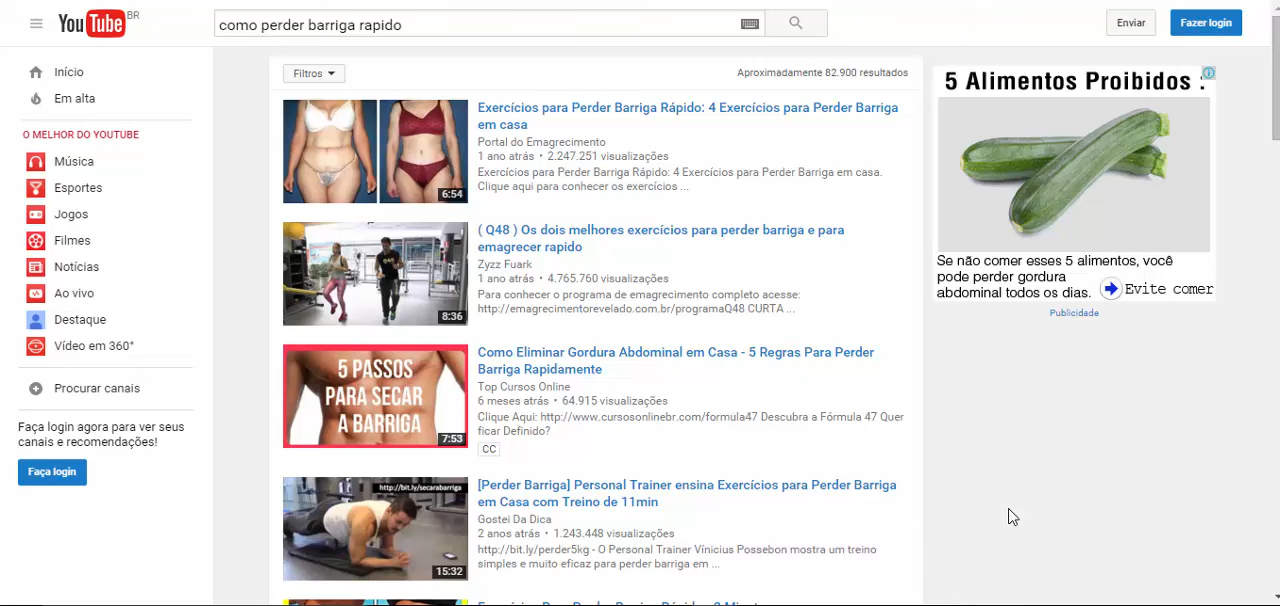 YouTube BR
como perder barriga rapido
Enviar
Fazer login
Início
Em alta
O MELHOR DO YOUTUBE
Música
Esportes
Jogos
Filmes
Notícias
Ao vivo
Destaque
Vídeo em 360°
Procurar canais
Faça login agora para ver seus
canais e recomendações!
Faça login
Filtros
Aproximadamente 82.900 resultados
6:54
Exercícios para Perder Barriga Rápido: 4 Exercícios para Perder Barriga
em casa
Portal do Emagrecimento
1 ano atrás • 2.247.251 visualizações
Exercícios para Perder Barriga Rápido: 4 Exercícios para Perder Barriga em casa.
Clique aqui para conhecer os exercícios ...
8:36
( Q48 ) Os dois melhores exercícios para perder barriga e para
emagrecer rapido
Zyzz Fuark
1 ano atrás • 4.765.760 visualizações
Para conhecer o programa de emagrecimento completo acesse:
http://emagrecimentorevelado.com.br/programaQ48 CURTA ...
5 PASSOS
PARA SECAR
A BARRIGA
7:53
Como Eliminar Gordura Abdominal em Casa - 5 Regras Para Perder
Barriga Rapidamente
Top Cursos Online
6 meses atrás • 64.915 visualizações
Clique Aqui: http://www.cursosonlinebr.com/formula47 Descubra a Fórmula 47 Quer
ficar Definido?
CC
http://bit.ly/secarabarriga
15:32
[Perder Barriga] Personal Trainer ensina Exercícios para Perder Barriga
em Casa com Treino de 11min
Gostei Da Dica
2 anos atrás • 1.243.448 visualizações
http://bit.ly/perder5kg - O Personal Trainer Vinícius Possebon mostra um treino
simples e muito eficaz para perder barriga em ...
5 Alimentos Proibidos :
Se não comer esses 5 alimentos, você
pode perder gordura
abdominal todos os dias.
Evite comer
Publicidade